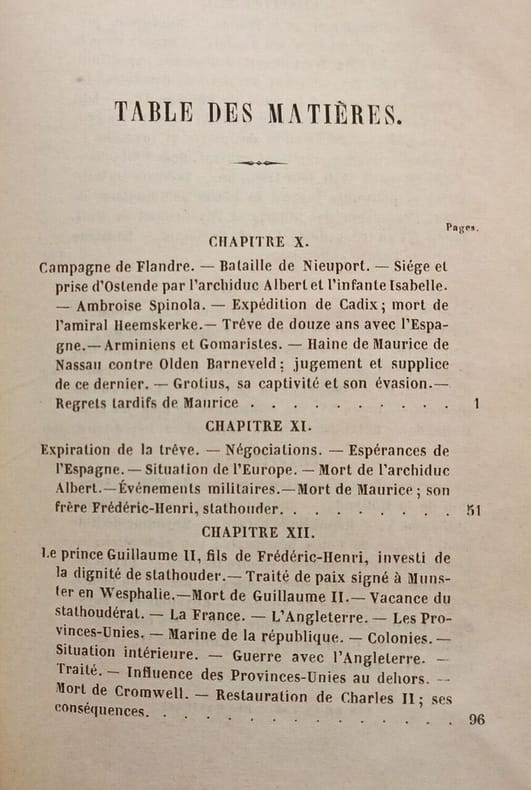 TABLE DES MATIÈRES.
Pages.
CHAPITRE X.
Campagne de Flandre. — Bataille de Nieuport. — Siége et
prise d'Ostende par l'archiduc Albert et l'infante Isabelle.
— Ambroise Spinola. — Expédition de Cadix; mort de
l'amiral Heemskerke. — Trêve de douze ans avec l'Espa-
gne. — Arminiens et Gomaristes. — Haine de Maurice de
Nassau contre Olden Barneveld; jugement et supplice
de ce dernier. — Grotius, sa captivité et son évasion. —
Regrets tardifs de Maurice . . . . . . . . . . 1
CHAPITRE XI.
Expiration de la trêve. — Négociations. — Espérances de
l'Espagne. — Situation de l'Europe. — Mort de l'archiduc
Albert. — Événements militaires. — Mort de Maurice; son
frère Frédéric-Henri, stathouder. . . . . . . . . 51
CHAPITRE XII.
Le prince Guillaume II, fils de Frédéric-Henri, investi de
la dignité de stathouder. — Traité de paix signé à Muns-
ter en Wesphalie. — Mort de Guillaume II. — Vacance du
stathoudérat. — La France. — L'Angleterre. — Les Pro-
vinces-Unies. — Marine de la république. — Colonies. —
Situation intérieure. — Guerre avec l'Angleterre. —
Traité. — Influence des Provinces-Unies au dehors. —
Mort de Cromwell. — Restauration de Charles II; ses
conséquences. . . . . . . . . . . . . . 96